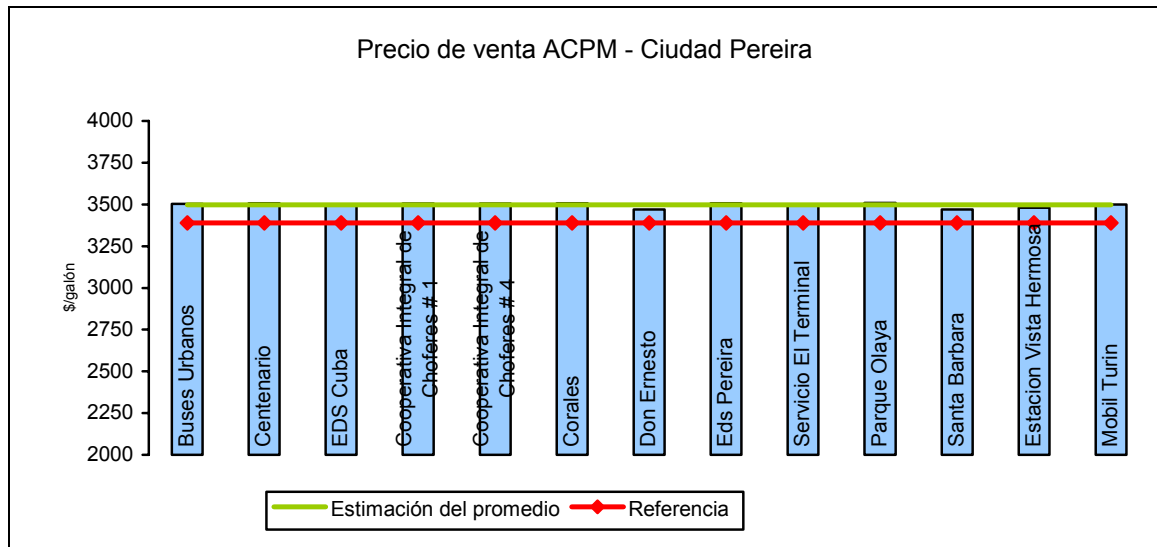 Precio de venta ACPM - Ciudad Pereira
$/galón
4000
3750
3500
3250
3000
2750
2500
2250
2000
Buses Urbanos
Centenario
EDS Cuba
Cooperativa Integral de
Choferes # 1
Cooperativa Integral de
Choferes # 4
Corales
Don Ernesto
Eds Pereira
Servicio El Terminal
Parque Olaya
Santa Barbara
Estacion Vista Hermosa
Mobil Turin
Estimación del promedio
Referencia